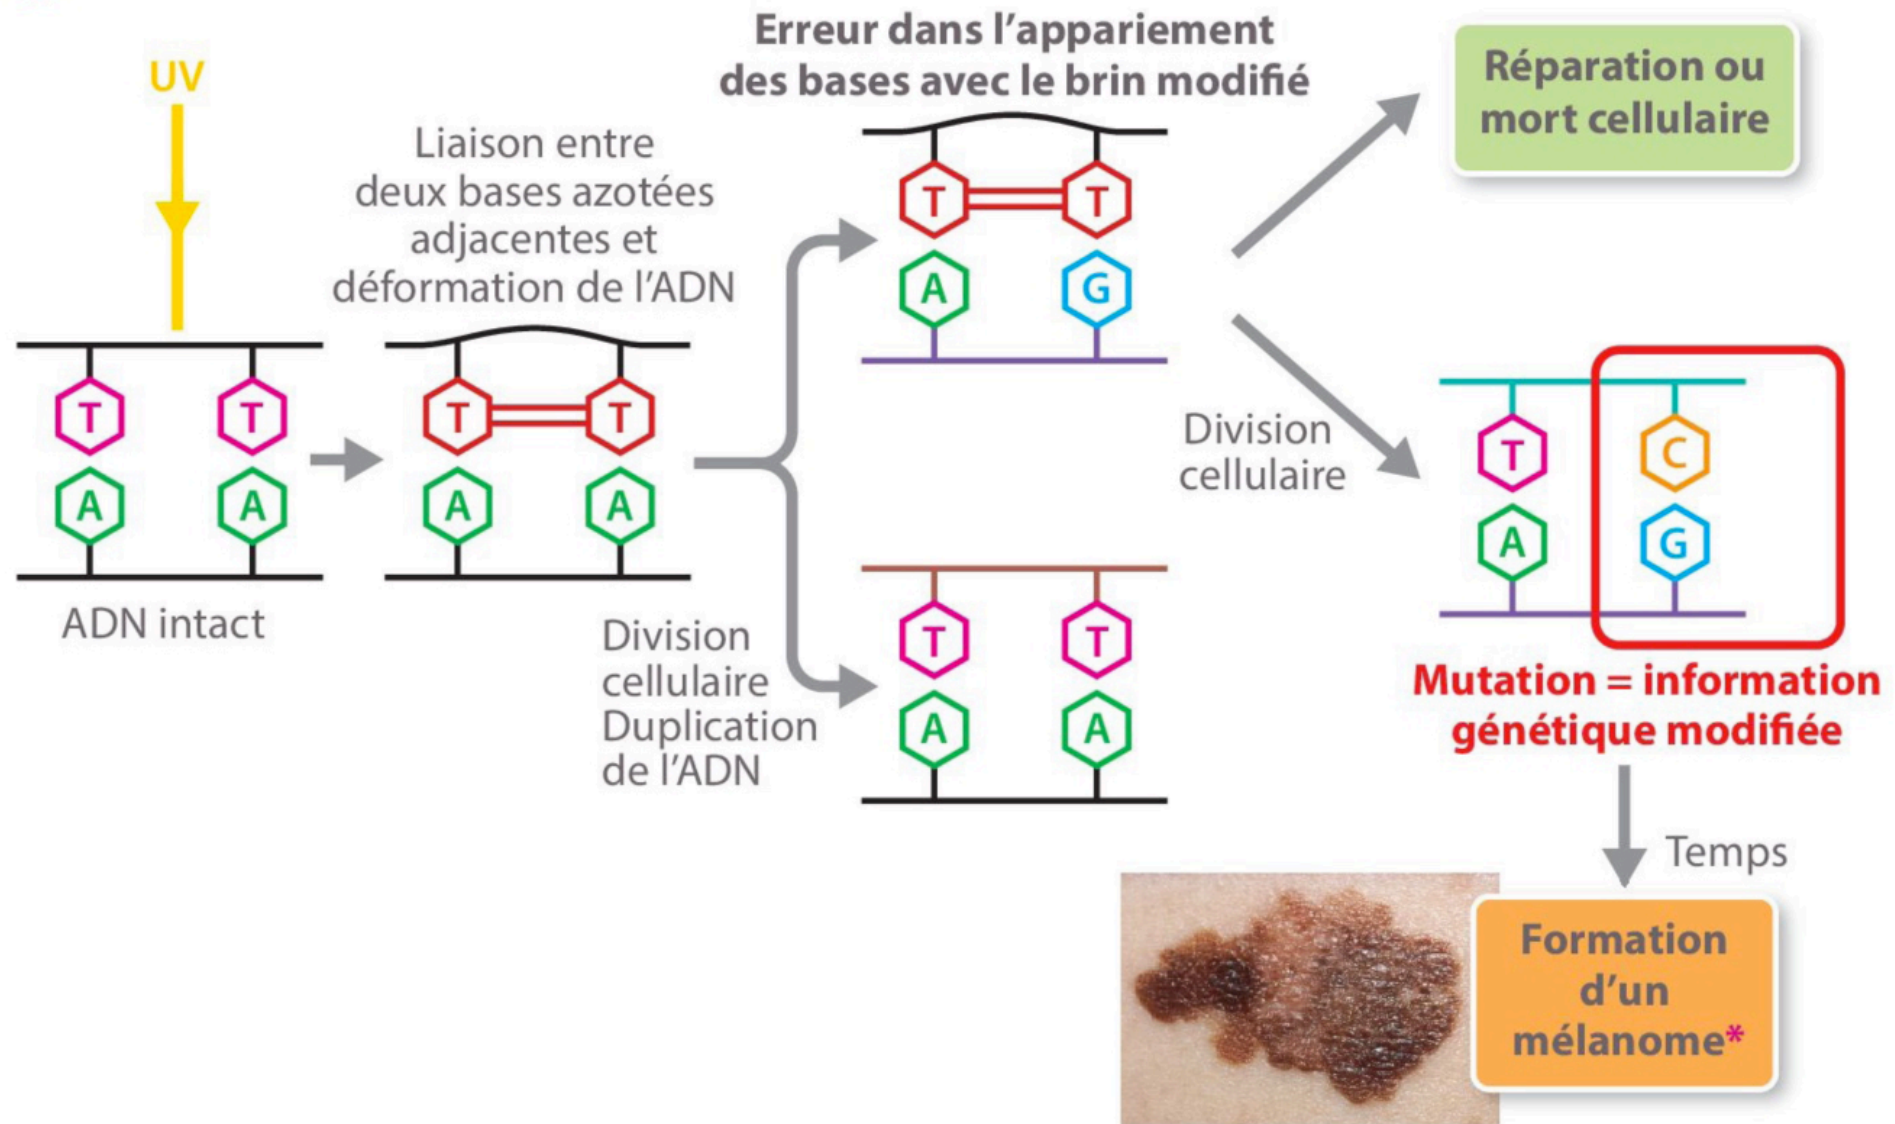 UV
T
T
A
A
ADN intact
Liaison entre
deux bases azotées
adjacentes et
déformation de l'ADN
T
T
A
A
Division
cellulaire
Duplication
de l'ADN
Erreur dans l'appariement
des bases avec le brin modifié
T
T
A
G
T
T
A
A
Réparation ou
mort cellulaire
Division
cellulaire
T
C
A
G
Mutation = information
génétique modifiée
Temps
Formation
d'un
mélanome*